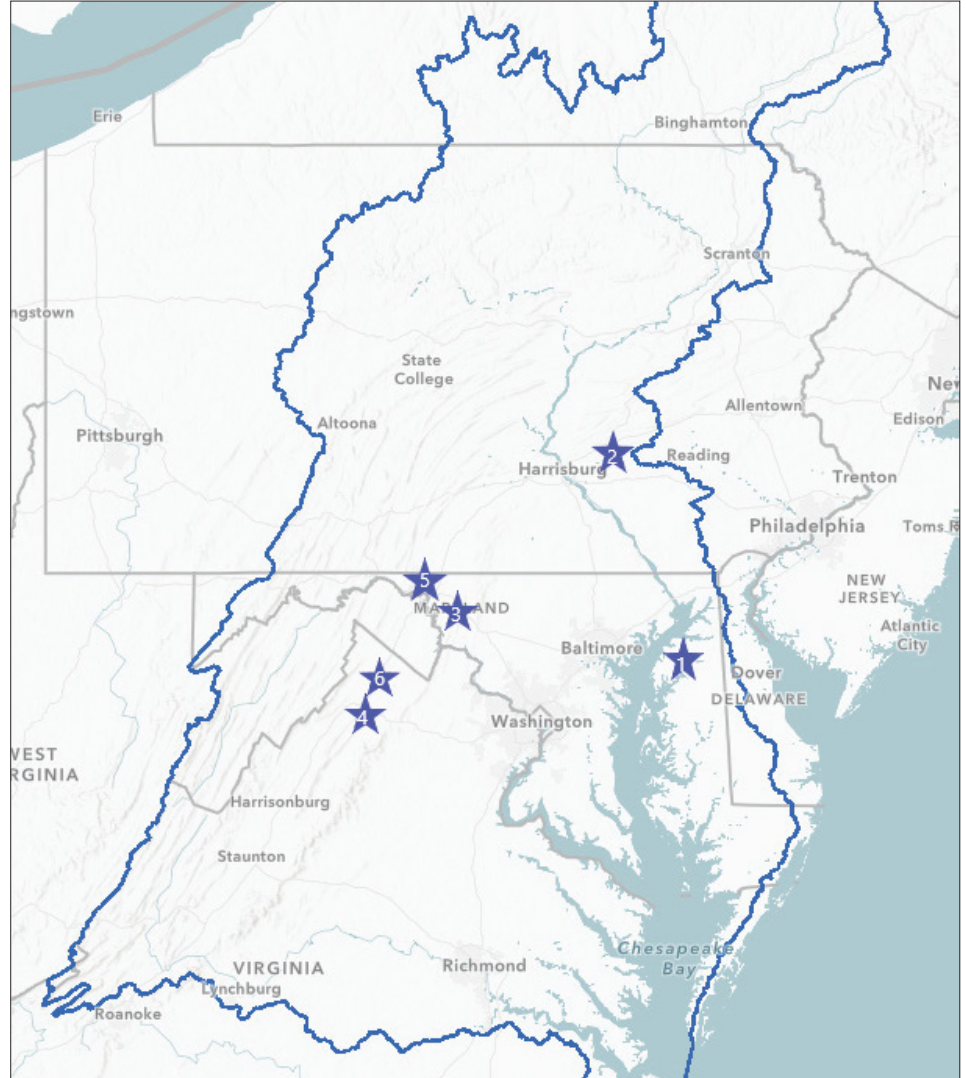 Erie
Binghamton
Scranton
ngstown
State
College
New
Allentown
Edison
Altoona
Pittsburgh
2
Reading
Harrisburg
Trenton
Philadelphia
Toms R
5
NEW
JERSEY
MARYLAND
3
Atlantic
City
Baltimore
1
6
Dover
DELAWARE
4
Washington
WEST
RGINIA
Harrisonburg
Staunton
Chesapeake
Bay
Richmond
VIRGINIA
Lynchburg
Roanoke